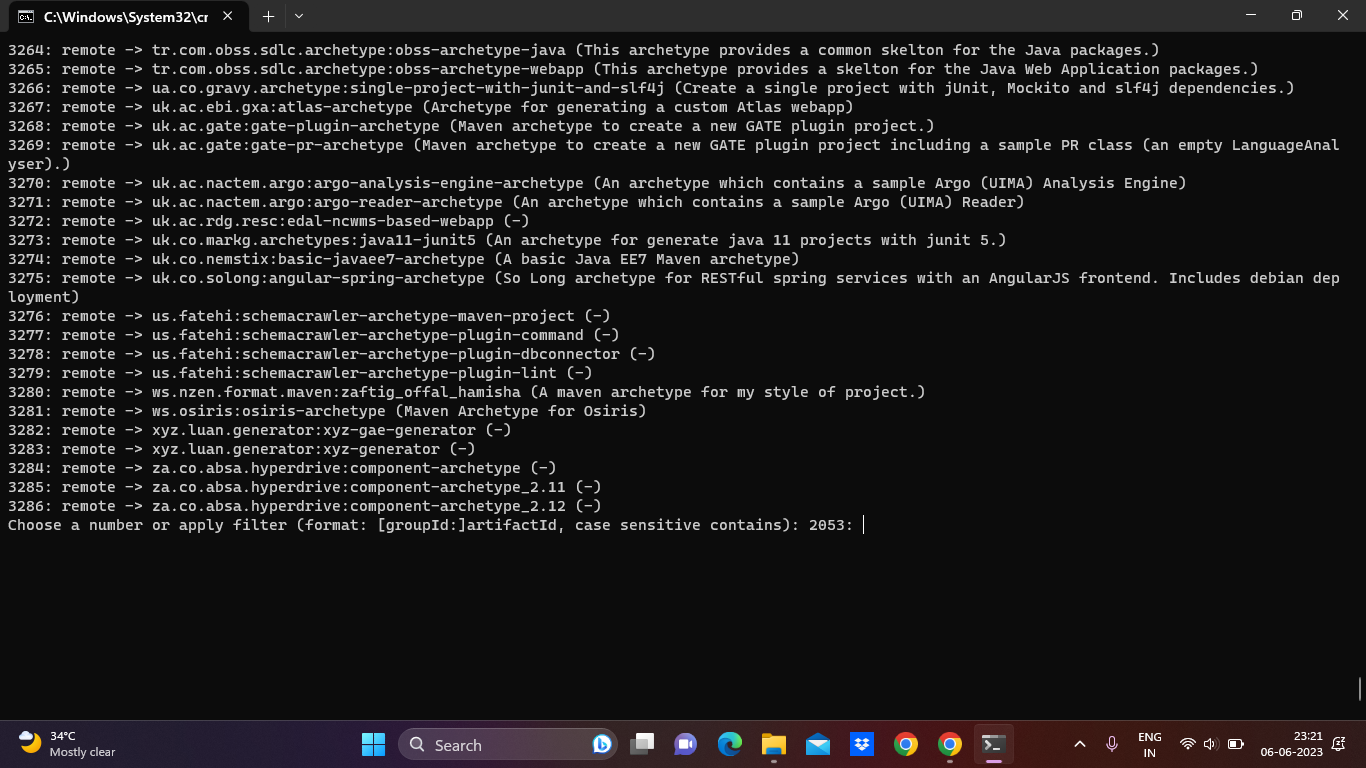 C:\Windows\System32\cr
3264: remote -> tr.com.obss.sdlc.archetype:obss-archetype-java (This archetype provides a common skelton for the Java packages.)
3265: remote -> tr.com.obss.sdlc.archetype:obss-archetype-webapp (This archetype provides a skelton for the Java Web Application packages.)
3266: remote -> ua.co.gravy.archetype:single-project-with-junit-and-slf4j (Create a single project with jUnit, Mockito and slf4j dependencies.)
3267: remote -> uk.ac.ebi.gxa:atlas-archetype (Archetype for generating a custom Atlas webapp)
3268: remote -> uk.ac.gate:gate-plugin-archetype (Maven archetype to create a new GATE plugin project.)
3269: remote -> uk.ac.gate:gate-pr-archetype (Maven archetype to create a new GATE plugin project including a sample PR class (an empty LanguageAnal
yser).)
3270: remote -> uk.ac.nactem.argo:argo-analysis-engine-archetype (An archetype which contains a sample Argo (UIMA) Analysis Engine)
3271: remote -> uk.ac.nactem.argo:argo-reader-archetype (An archetype which contains a sample Argo (UIMA) Reader)
3272: remote -> uk.ac.rdg.resc:edal-ncwms-based-webapp (-)
3273: remote -> uk.co.markg.archetypes:java11-junit5 (An archetype for generate java 11 projects with junit 5.)
3274: remote -> uk.co.nemstix:basic-javaee7-archetype (A basic Java EE7 Maven archetype)
3275: remote -> uk.co.solong:angular-spring-archetype (So Long archetype for RESTful spring services with an AngularJS frontend. Includes debian dep
loyment)
3276: remote -> us.fatehi:schemacrawler-archetype-maven-project (-)
3277: remote -> us.fatehi:schemacrawler-archetype-plugin-command (-)
3278: remote -> us.fatehi:schemacrawler-archetype-plugin-dbconnector (-)
3279: remote -> us.fatehi:schemacrawler-archetype-plugin-lint (-)
3280: remote -> ws.nzen.format.maven:zaftig_offal_hamisha (A maven archetype for my style of project.)
3281: remote -> ws.osiris:osiris-archetype (Maven Archetype for Osiris)
3282: remote -> xyz.luan.generator:xyz-gae-generator (-)
3283: remote -> xyz.luan.generator:xyz-generator (-)
3284: remote -> za.co.absa.hyperdrive:component-archetype (-)
3285: remote -> za.co.absa.hyperdrive:component-archetype_2.11 (-)
3286: remote -> za.co.absa.hyperdrive:component-archetype_2.12 (-)
Choose a number or apply filter (format: [groupId:]artifactId, case sensitive contains): 2053:
34°C
Mostly clear
Search
ENG
IN
23:21
06-06-2023